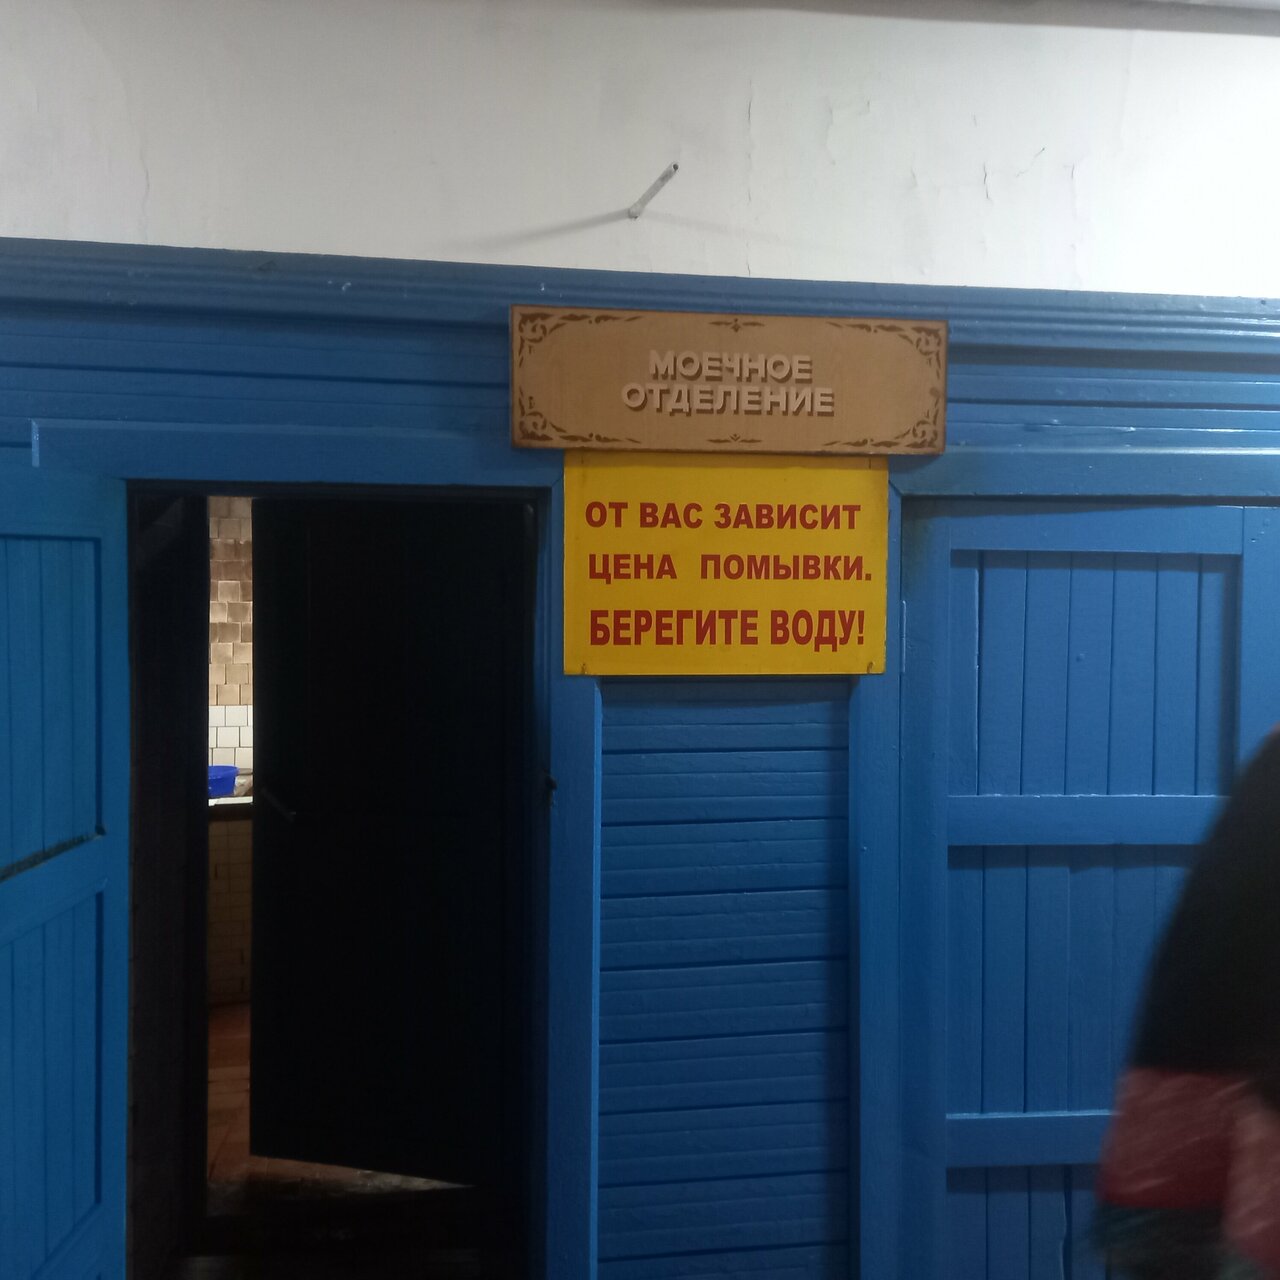 МОЕЧНОЕ
ОТДЕЛЕНИЕ
ОТ ВАС ЗАВИСИТ
ЦЕНА ПОМЫВКИ.
БЕРЕГИТЕ ВОДУ!